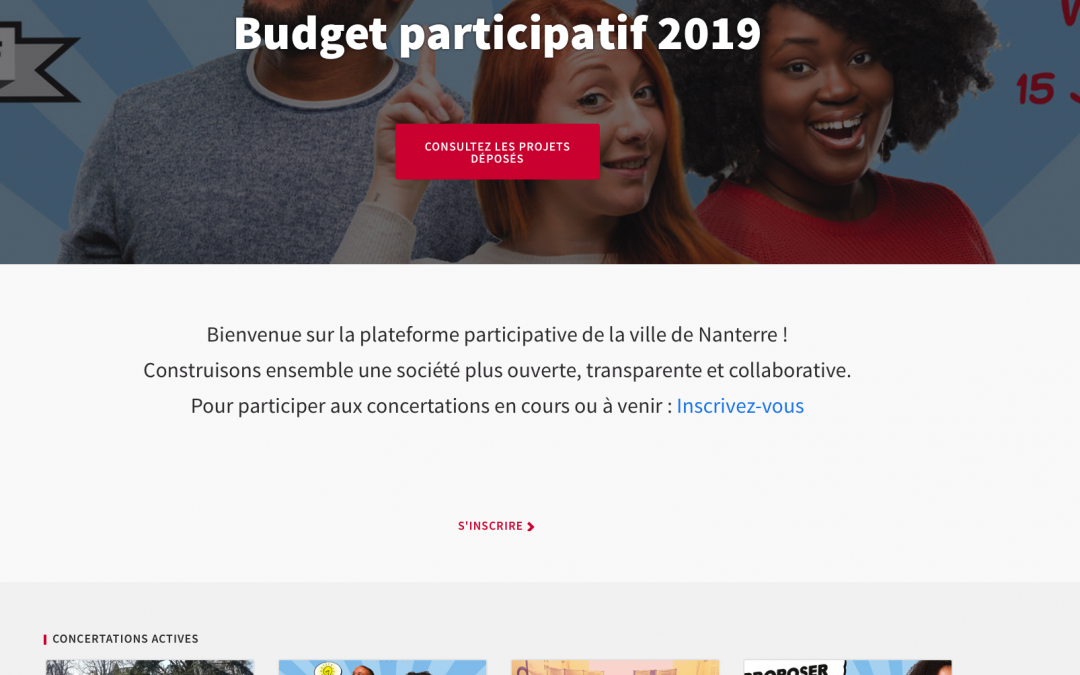 Budget participatif 2019
15
CONSULTEZ LES PROJETS
DÉPOSÉS
Bienvenue sur la plateforme participative de la ville de Nanterre !
Construisons ensemble une société plus ouverte, transparente et collaborative.
Pour participer aux concertations en cours ou à venir : Inscrivez-vous
S'INSCRIRE
CONCERTATIONS ACTIVES
PROPOSER